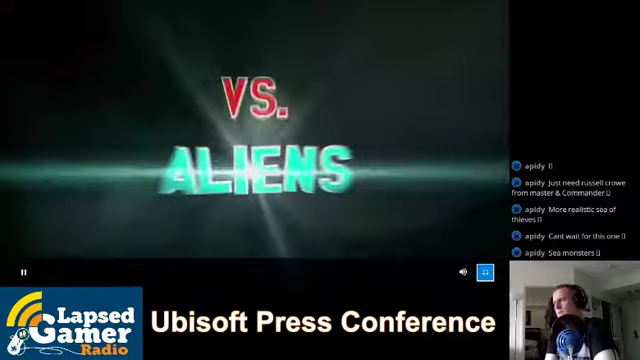 VS.
ALIENS
apidy
apidy Just need russell crowe
from master & Commander
apidy More realistic sea of
thieves
apidy Cant wait for this one
apidy Sea monsters
Lapsed
Gamer
Radio
Ubisoft Press Conference